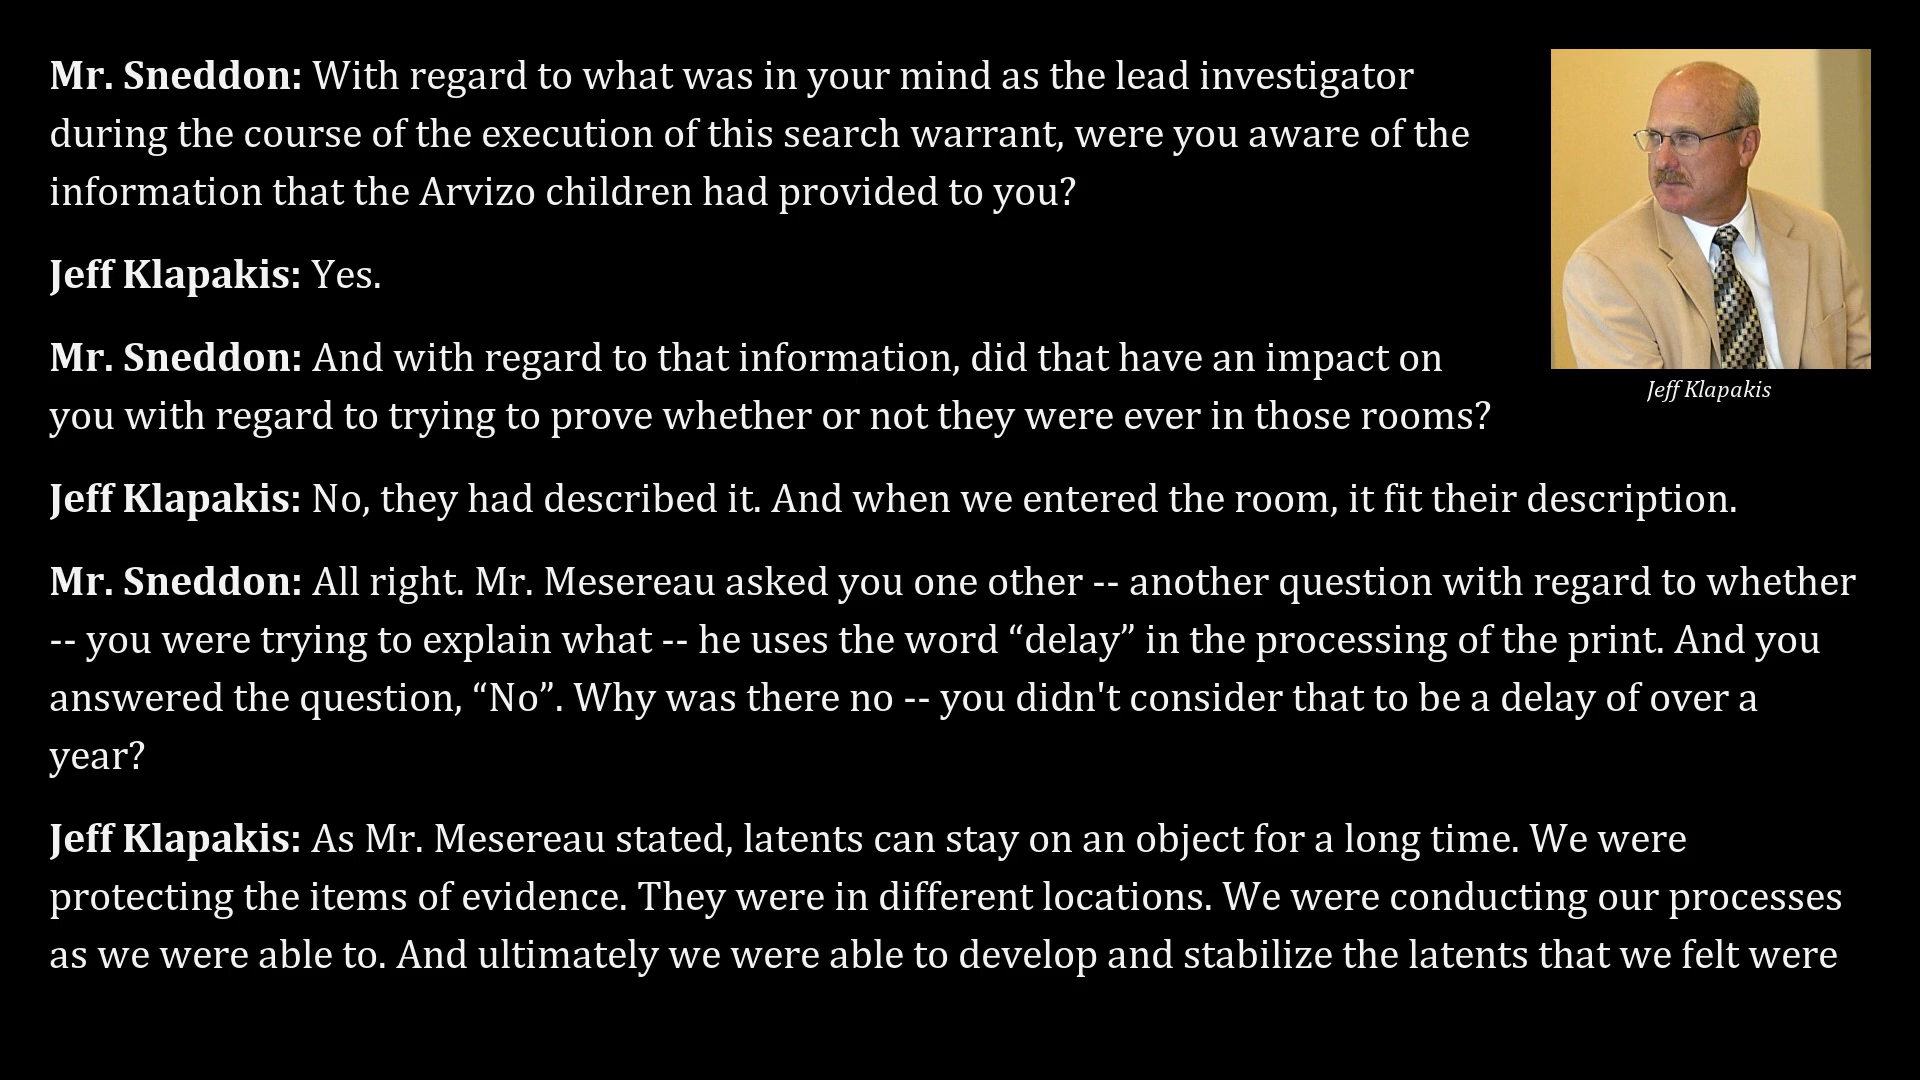 Mr. Sneddon: With regard to what was in your mind as the lead investigator
during the course of the execution of this search warrant, were you aware of the
information that the Arvizo children had provided to you?
Jeff Klapakis: Yes.
Mr. Sneddon: And with regard to that information, did that have an impact on
you with regard to trying to prove whether or not they were ever in those rooms?
Jeff Klapakis
Jeff Klapakis: No, they had described it. And when we entered the room, it fit their description.
Mr. Sneddon: All right. Mr. Mesereau asked you one other -- another question with regard to whether
-- you were trying to explain what -- he uses the word “delay” in the processing of the print. And you
answered the question, “No”. Why was there no -- you didn't consider that to be a delay of over a
year?
Jeff Klapakis: As Mr. Mesereau stated, latents can stay on an object for a long time. We were
protecting the items of evidence. They were in different locations. We were conducting our processes
as we were able to. And ultimately we were able to develop and stabilize the latents that we felt were